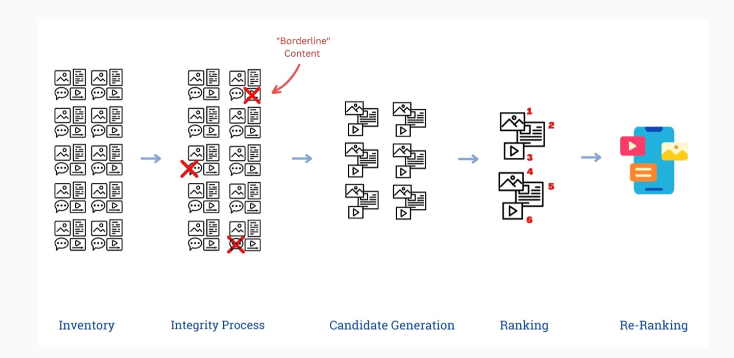 "Borderline"
Content
1
2
3
4
5
6
Inventory
Integrity Process
Candidate Generation
Ranking
Re-Ranking